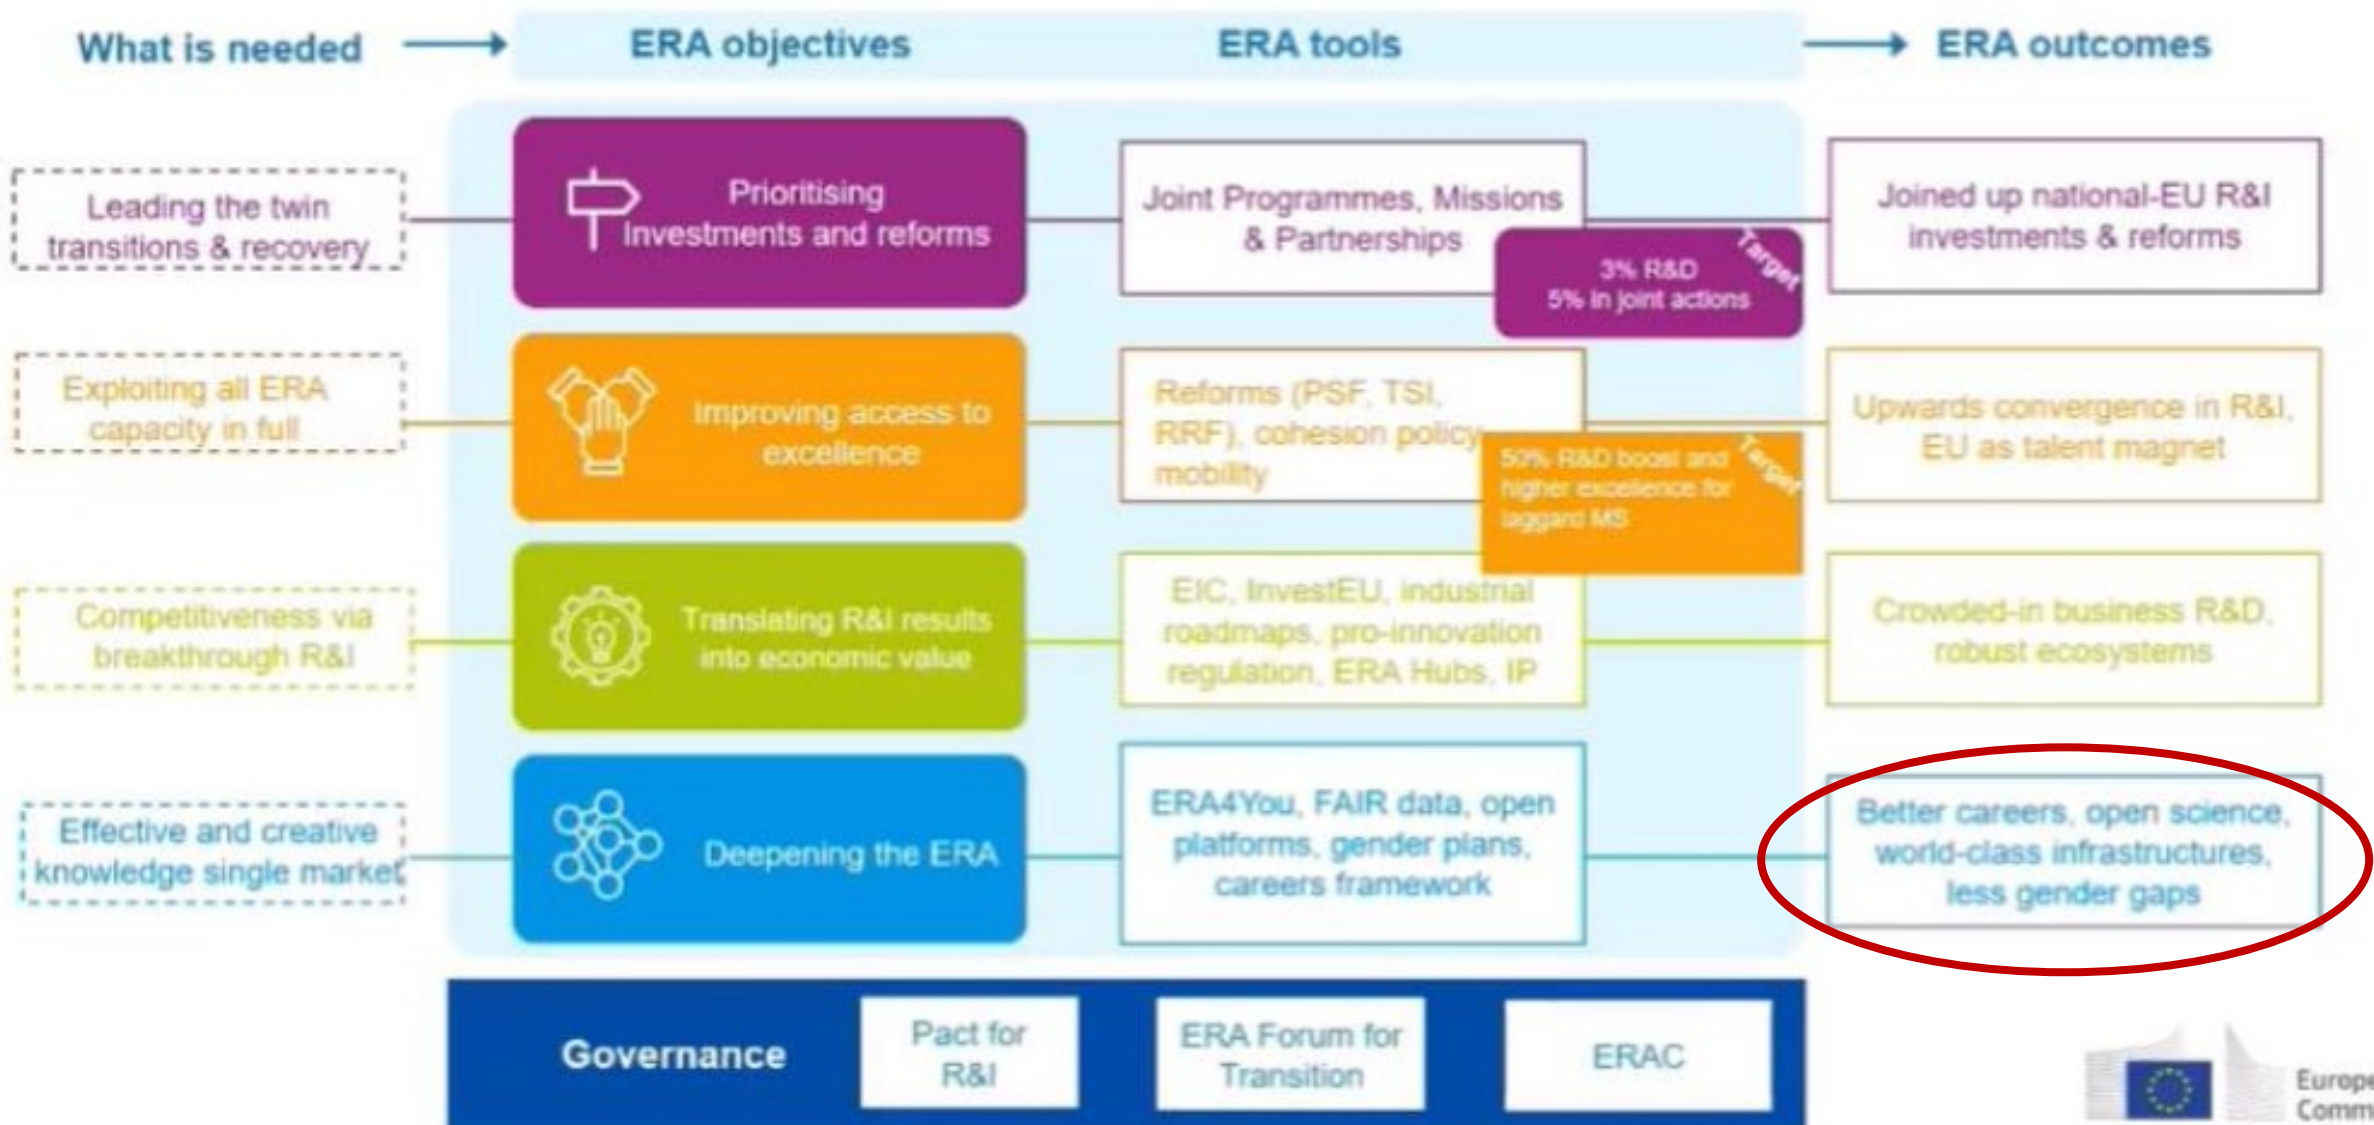 What is needed
ERA objectives
ERA tools
ERA outcomes
Leading the twin
transitions & recovery
Prioritising
Investments and reforms
Joint Programmes, Missions
& Partnerships
Target
3% R&D
5% in joint actions
Joined up national-EU R&I
investments & reforms
Exploiting all ERA
capacity in full
Improving access to
excellence
Reforms (PSF, TSI,
RRF), cohesion policy
mobility
Target
50% R&D boost and
higher excellence for
laggard MS
Upwards convergence in R&I,
EU as talent magnet
Competitiveness via
breakthrough R&I
Translating R&I results
into economic value
EIC, InvestEU, industrial
roadmaps, pro-innovation
regulation, ERA Hubs, IP
Crowded-in business R&D,
robust ecosystems
Effective and creative
knowledge single market
Deepening the ERA
ERA4You, FAIR data, open
platforms, gender plans,
careers framework
Better careers, open science,
world-class infrastructures,
less gender gaps
Governance
Pact for
R&I
ERA Forum for
Transition
ERAC
Europe
Comm